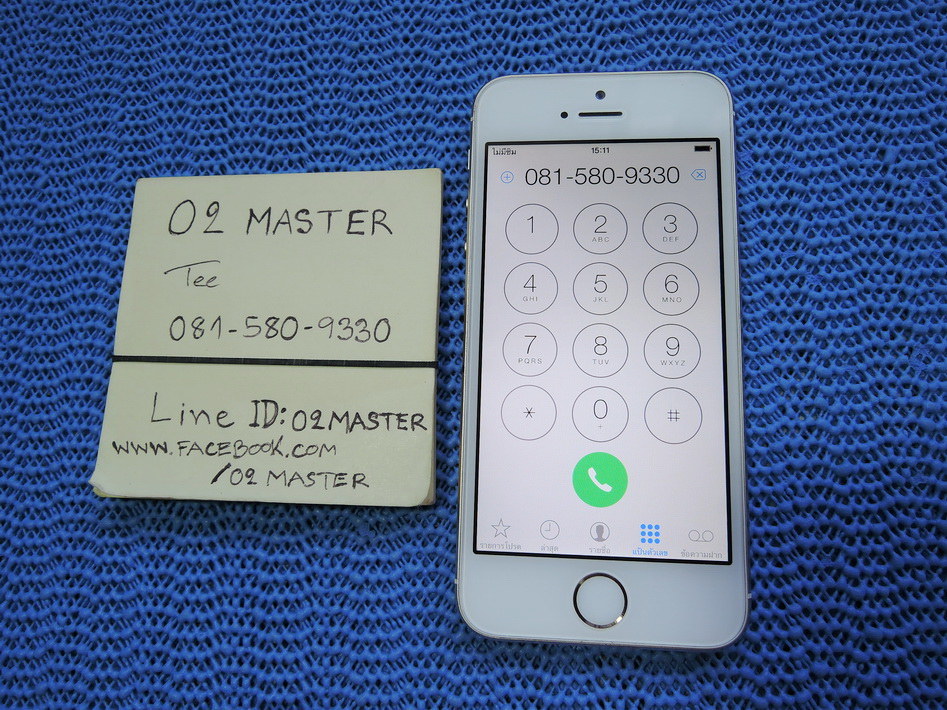 O2 MASTER
Tee
081-580-9330
Line ID: O2MASTER
WWW.FACEBOOK.COM
/O2 MASTER
ไม่มีซิม 15:11
081-580-9330
1 2 3
ABC DEF
4 5 6
GHI JKL MNO
7 8 9
PQRS TUV WXYZ
* 0 #
+
รายการโปรด ล่าสุด รายชื่อ แป้นตัวเลข ข้อความฝาก